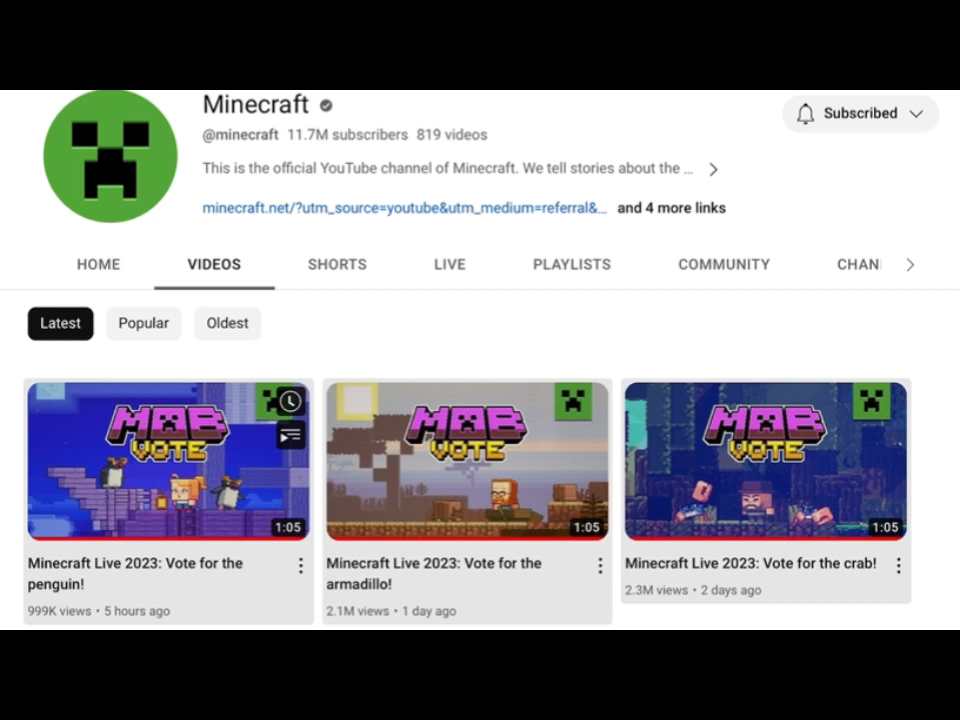 Minecraft
@minecraft 11.7M subscribers 819 videos
Subscribed
This is the official YouTube channel of Minecraft. We tell stories about the ...
minecraft.net/?utm_source=youtube&utm_medium=referral&... and 4 more links
HOME VIDEOS SHORTS LIVE PLAYLISTS COMMUNITY CHAN
Latest Popular Oldest
MOB
VOTE
1:05
MOB
VOTE
1:05
MOB
VOTE
1:05
Minecraft Live 2023: Vote for the
penguin!
999K views • 5 hours ago
Minecraft Live 2023: Vote for the
armadillo!
2.1M views • 1 day ago
Minecraft Live 2023: Vote for the crab!
2.3M views • 2 days ago